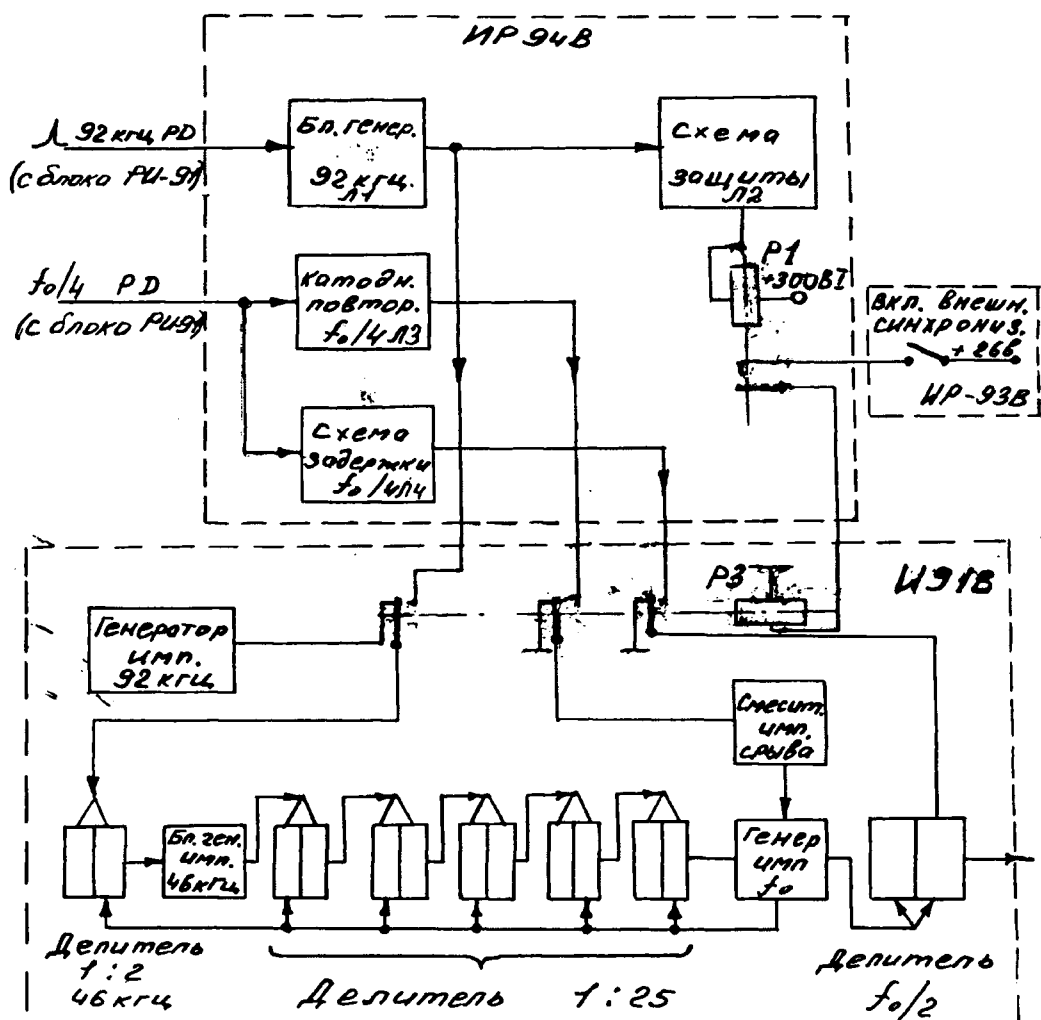 ИР94В
92 кгц PD
(с блока РИ-91)
Бл. генер.
92 кгц.
Л1
Схема
защиты
Л2
f₀/4 PD
(с блока РИ-91)
Катодн.
повтор.
f₀/4 Л3
Схема
задержки
f₀/4 Л4
Р1
+300В I
Вкл. внешн.
синхрониз.
+ 26в
ИР-93В
И91В
Р3
Генератор
имп.
92 кгц
Смесит.
имп.
срыва
Бл. ген.
имп.
46 кгц
Генер
имп
f₀
Делитель
1 : 2
46 кгц
Делитель 1 : 25
Делитель
f₀/2